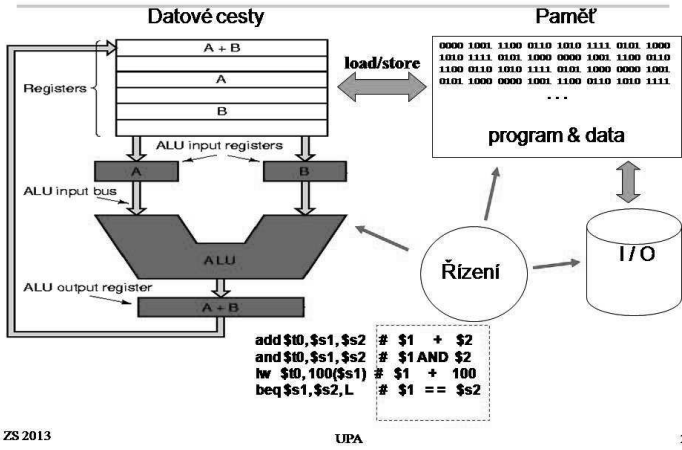 Datové cesty
Paměť
A + B
A
B
Registers
load/store
0000 1001 1100 0110 1010 1111 0101 1000
1010 1111 0101 1000 0000 1001 1100 0110
1100 0110 1010 1111 0101 1000 0000 1001
0101 1000 0000 1001 1100 0110 1010 1111
...
program & data
ALU input registers
A
B
ALU input bus
ALU
ALU output register
A + B
Řízení
I / O
add $t0, $s1, $s2 # $1 + $2
and $t0, $s1, $s2 # $1 AND $2
lw $t0, 100($s1) # $1 + 100
beq $s1, $s2, L # $1 == $s2
ZS 2013
UPA